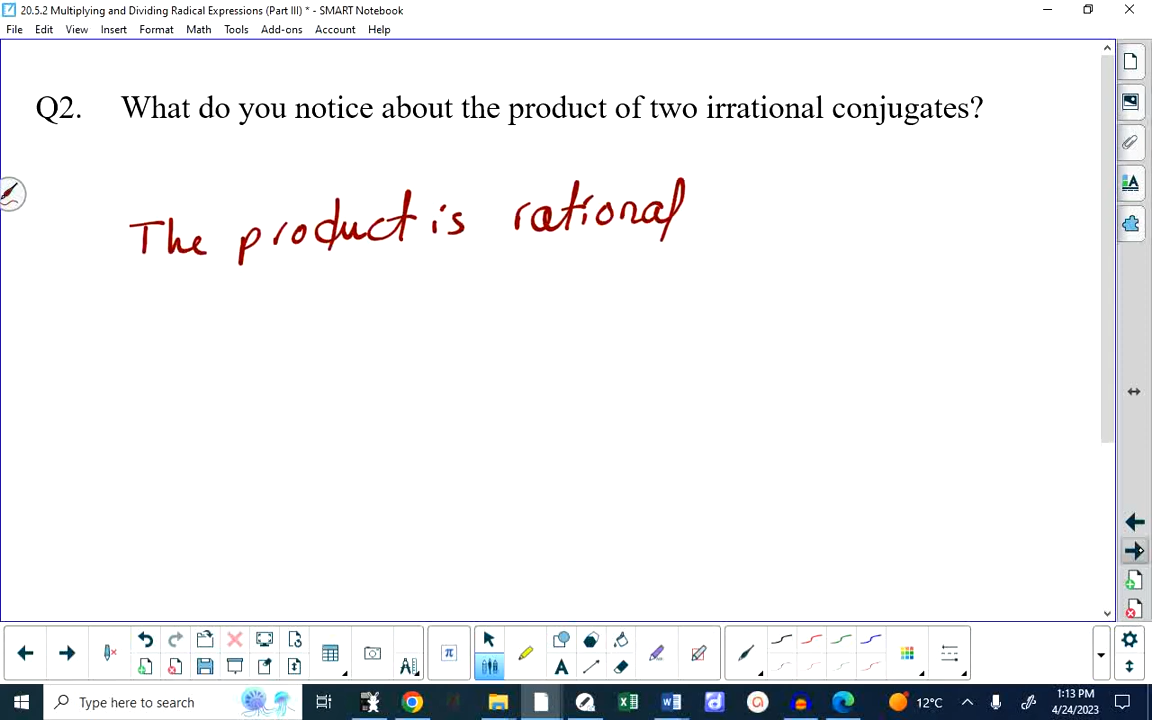 20.5.2 Multiplying and Dividing Radical Expressions (Part III) * - SMART Notebook
File Edit View Insert Format Math Tools Add-ons Account Help
Q2. What do you notice about the product of two irrational conjugates?
The product is rational
Type here to search
12°C
1:13 PM
4/24/2023